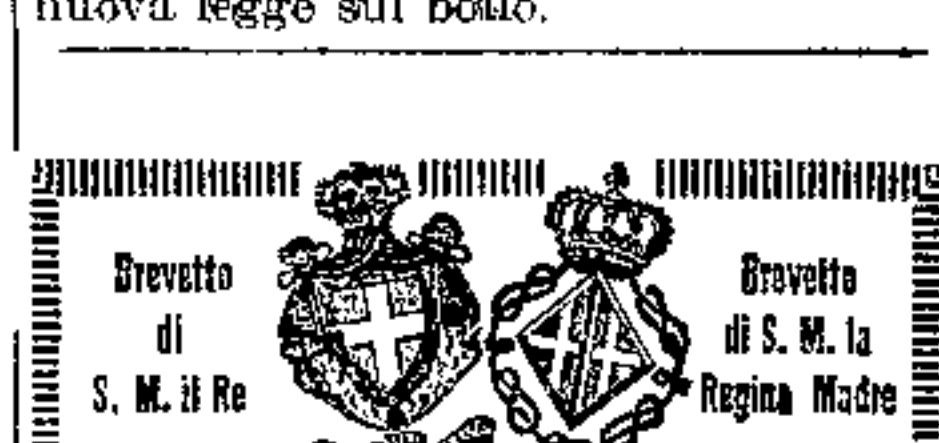 nuova legge sul bollo.
Brevetto
di
S. M. il Re
Brevetto
di S. M. la
Regina Madre